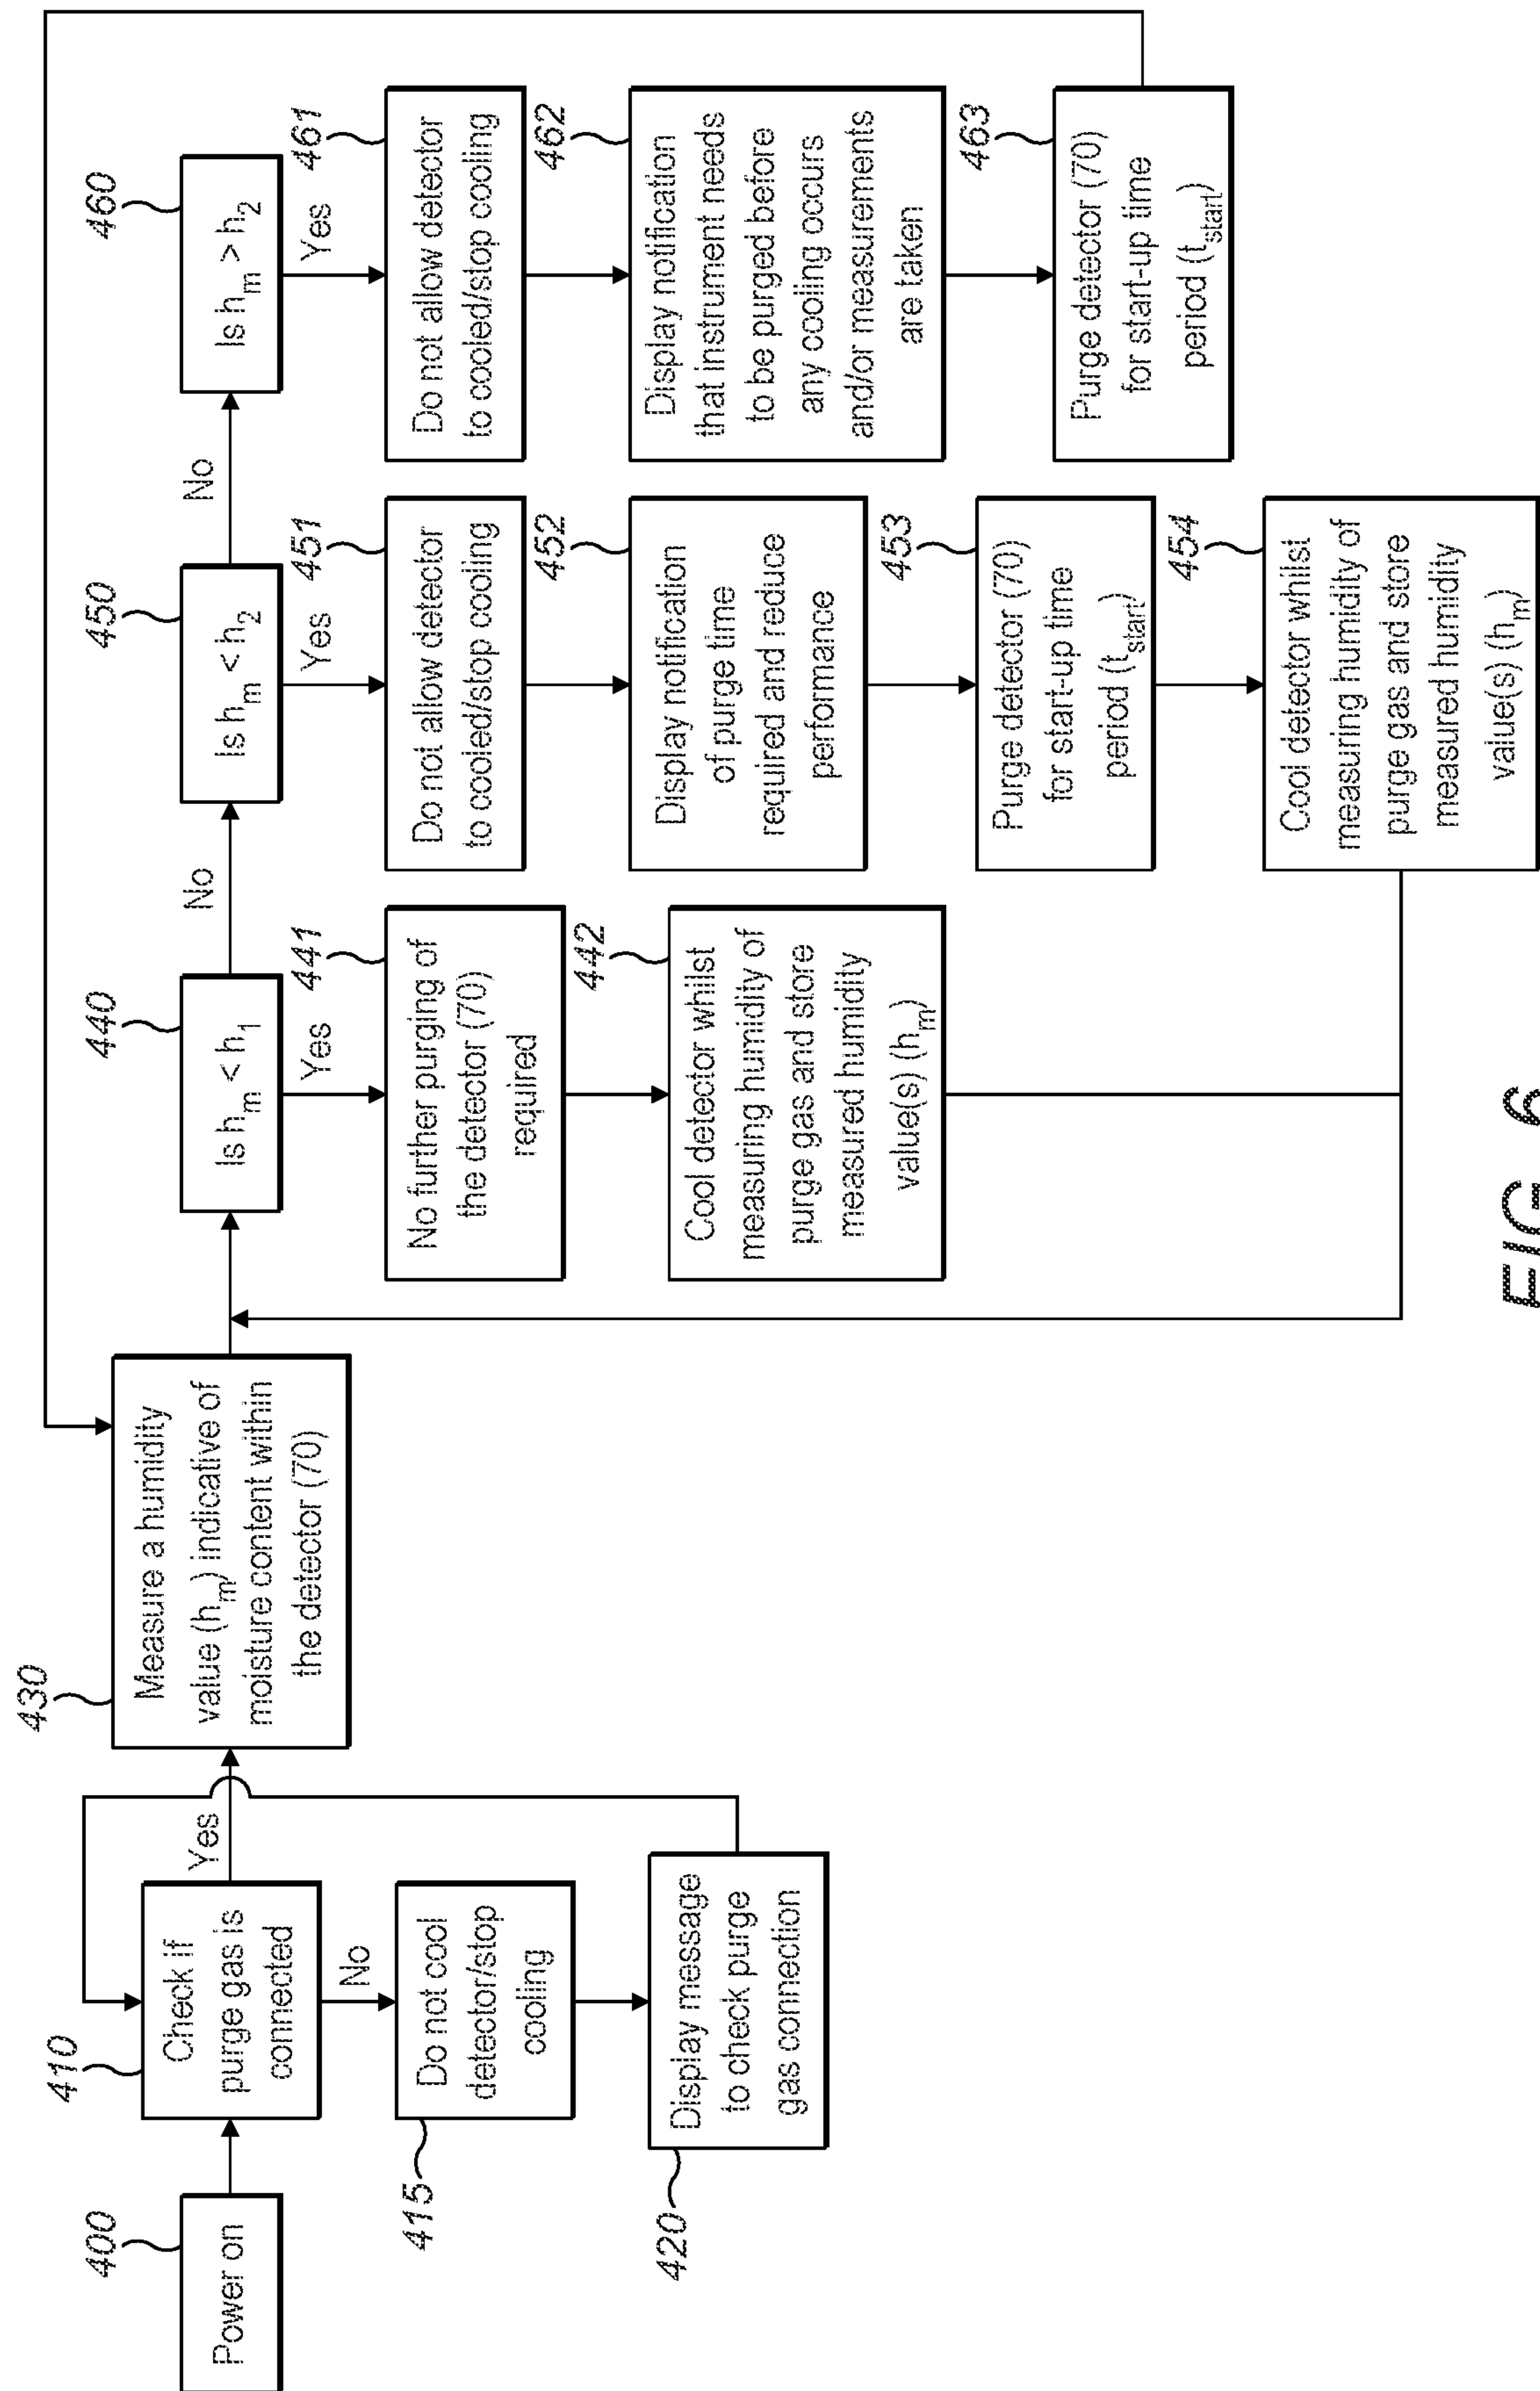 400
Power on
410
Check if
purge gas is
connected
Yes
No
415
Do not cool
detector/stop
cooling
420
Display message
to check purge
gas connection
430
Measure a humidity
value (hm) indicative of
moisture content within
the detector (70)
440
Is hm < h1
No
Yes
441
No further purging of
the detector (70)
required
442
Cool detector whilst
measuring humidity of
purge gas and store
measured humidity
value(s) (hm)
450
Is hm < h2
No
Yes
451
Do not allow detector
to cooled/stop cooling
452
Display notification
of purge time
required and reduce
performance
453
Purge detector (70)
for start-up time
period (tstart)
454
Cool detector whilst
measuring humidity of
purge gas and store
measured humidity
value(s) (hm)
460
Is hm > h2
Yes
461
Do not allow detector
to cooled/stop cooling
462
Display notification
that instrument needs
to be purged before
any cooling occurs
and/or measurements
are taken
463
Purge detector (70)
for start-up time
period (tstart)
FIG. 6